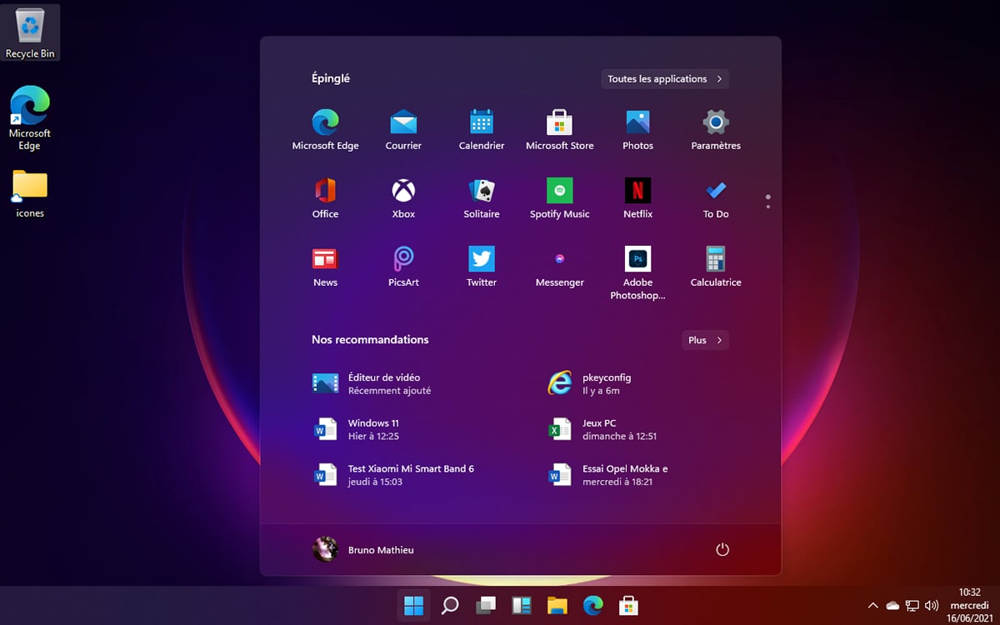 Recycle Bin
Microsoft
Edge
icones
Épinglé
Toutes les applications
Microsoft Edge
Courrier
Calendrier
Microsoft Store
Photos
Paramètres
Office
Xbox
Solitaire
Spotify Music
Netflix
To Do
News
PicsArt
Twitter
Messenger
Adobe
Photoshop...
Calculatrice
Nos recommandations
Plus
Éditeur de vidéo
Récemment ajouté
pkeyconfig
Il y a 6m
Windows 11
Hier à 12:25
Jeux PC
dimanche à 12:51
Test Xiaomi Mi Smart Band 6
jeudi à 15:03
Essai Opel Mokka e
mercredi à 18:21
Bruno Mathieu
10:32
mercredi
16/06/2021